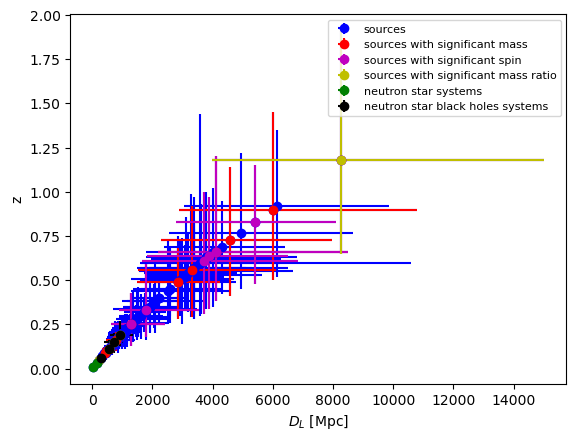 2.00
1.75
1.50
1.25
1.00
0.75
0.50
0.25
0.00
z
sources
sources with significant mass
sources with significant spin
sources with significant mass ratio
neutron star systems
neutron star black holes systems
0 2000 4000 6000 8000 10000 12000 14000
D_L [Mpc]